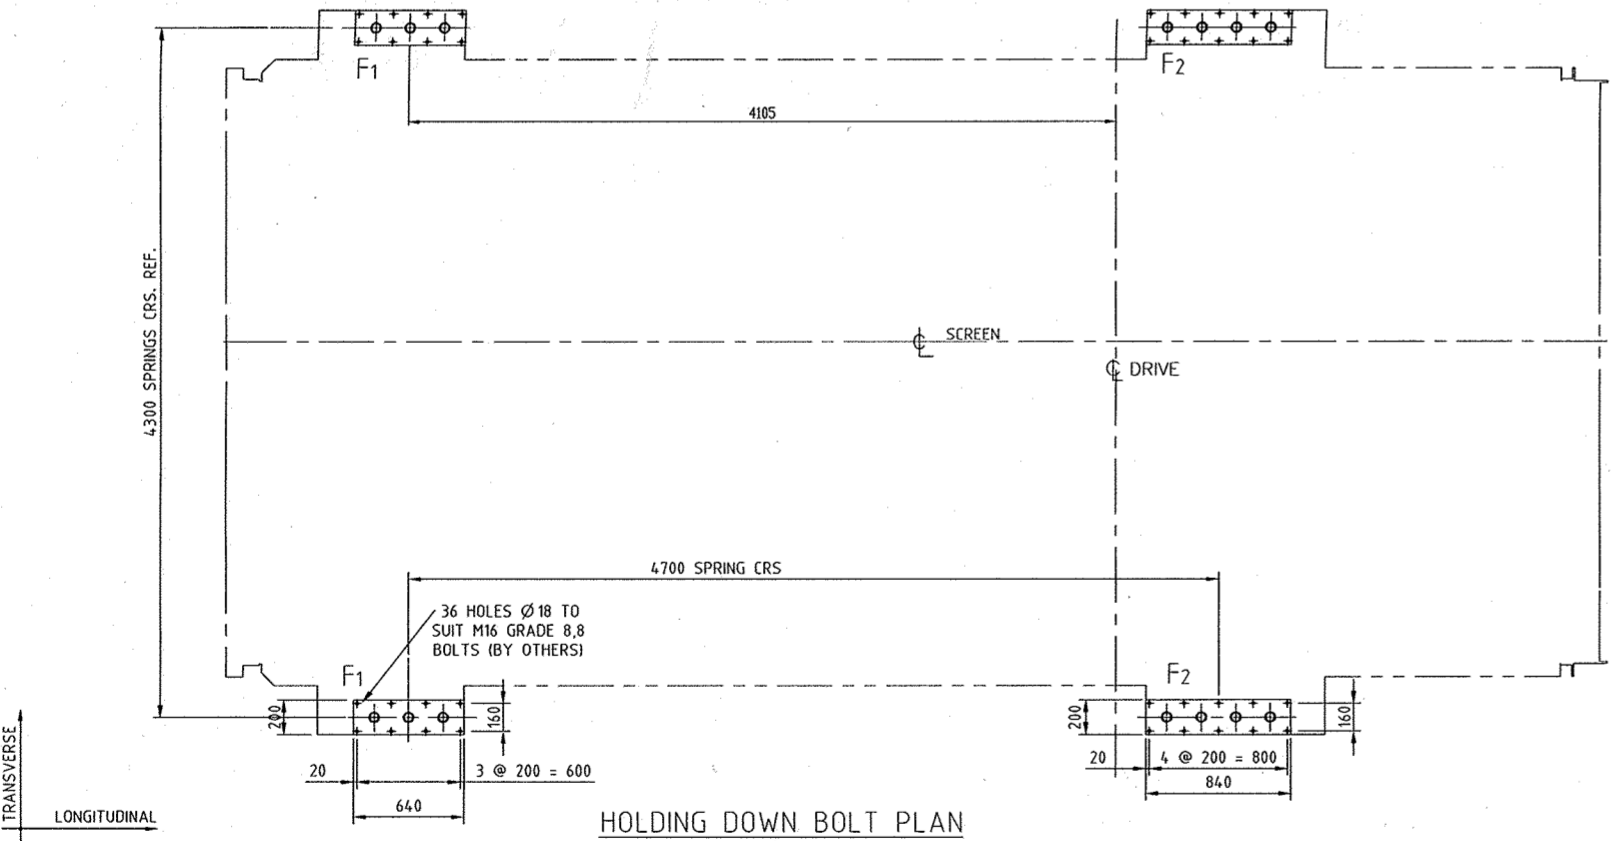 F1
F2
4105
4300 SPRINGS CRS. REF.
SCREEN
DRIVE
4700 SPRING CRS
36 HOLES Ø18 TO
SUIT M16 GRADE 8,8
BOLTS (BY OTHERS)
F1
F2
200
160
200
160
20
3 @ 200 = 600
20
4 @ 200 = 800
640
840
TRANSVERSE
LONGITUDINAL
HOLDING DOWN BOLT PLAN